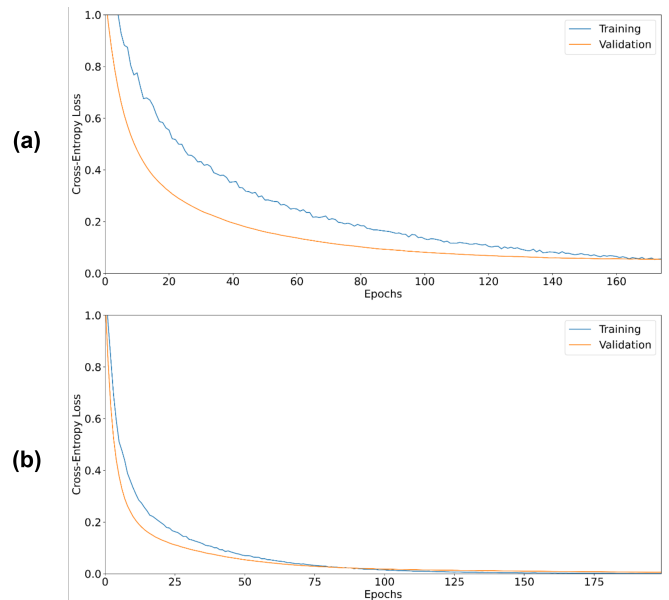 (a)
1.0
0.8
0.6
0.4
0.2
0.0
Cross-Entropy Loss
Training
Validation
0 20 40 60 80 100 120 140 160
Epochs
(b)
1.0
0.8
0.6
0.4
0.2
0.0
Cross-Entropy Loss
Training
Validation
0 25 50 75 100 125 150 175
Epochs